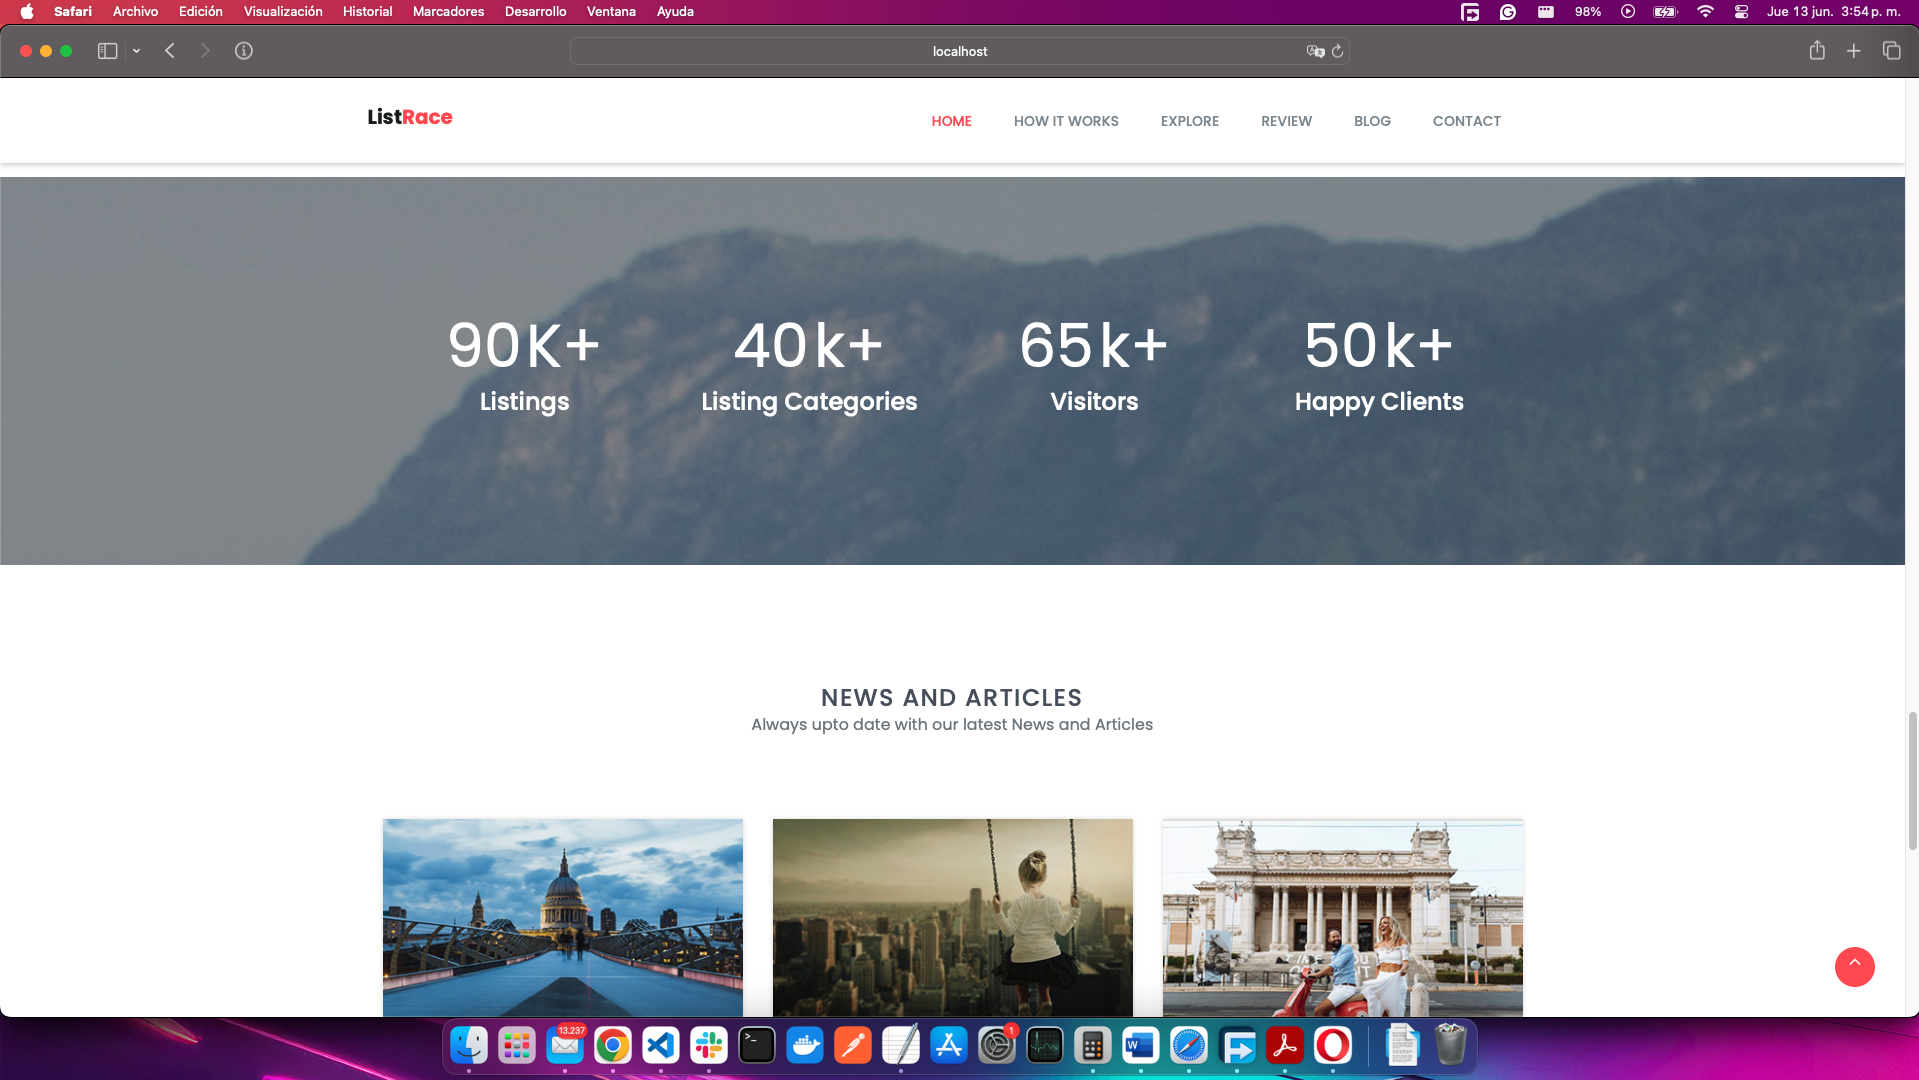 Safari Archivo Edición Visualización Historial Marcadores Desarrollo Ventana Ayuda 98% Jue 13 jun. 3:54 p. m.
localhost
ListRace HOME HOW IT WORKS EXPLORE REVIEW BLOG CONTACT
90K+ 40k+ 65k+ 50k+
Listings Listing Categories Visitors Happy Clients
NEWS AND ARTICLES
Always upto date with our latest News and Articles
13.237 1